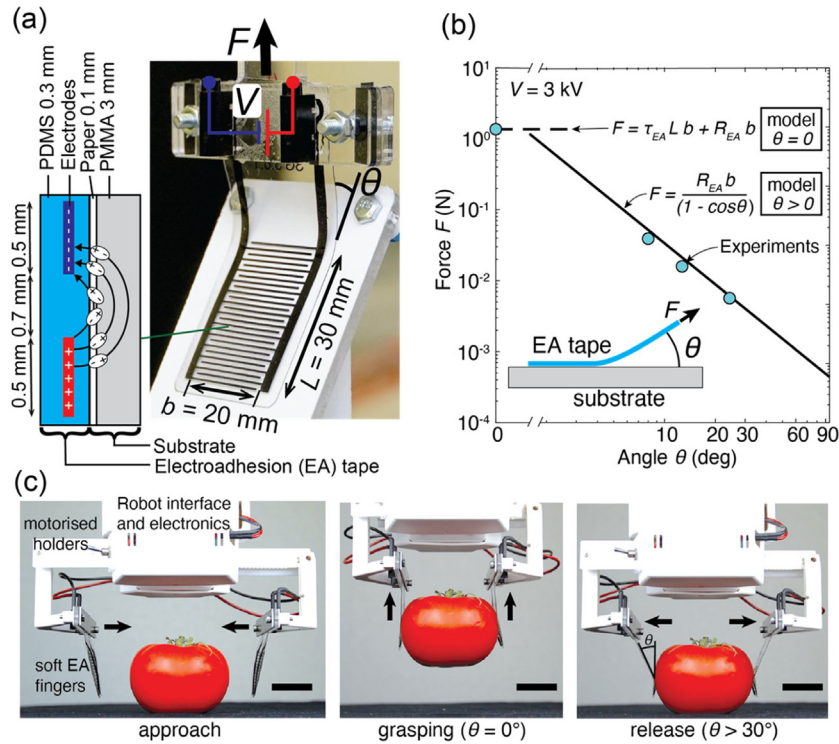 (a)
PDMS 0.3 mm
Electrodes
Paper 0.1 mm
PMMA 3 mm
F
V
θ
0.5 mm
0.7 mm
0.5 mm
L = 30 mm
b = 20 mm
Substrate
Electroadhesion (EA) tape
(b)
V = 3 kV
Force F (N)
10¹
10⁰
10⁻¹
10⁻²
10⁻³
10⁻⁴
F = τEA L b + REA b
model
θ = 0
F = REA b / (1 - cosθ)
model
θ > 0
Experiments
F
EA tape
θ
substrate
0 10 30 60 90
Angle θ (deg)
(c)
motorised
holders
Robot interface
and electronics
soft EA
fingers
θ
approach
grasping (θ = 0°)
release (θ > 30°)